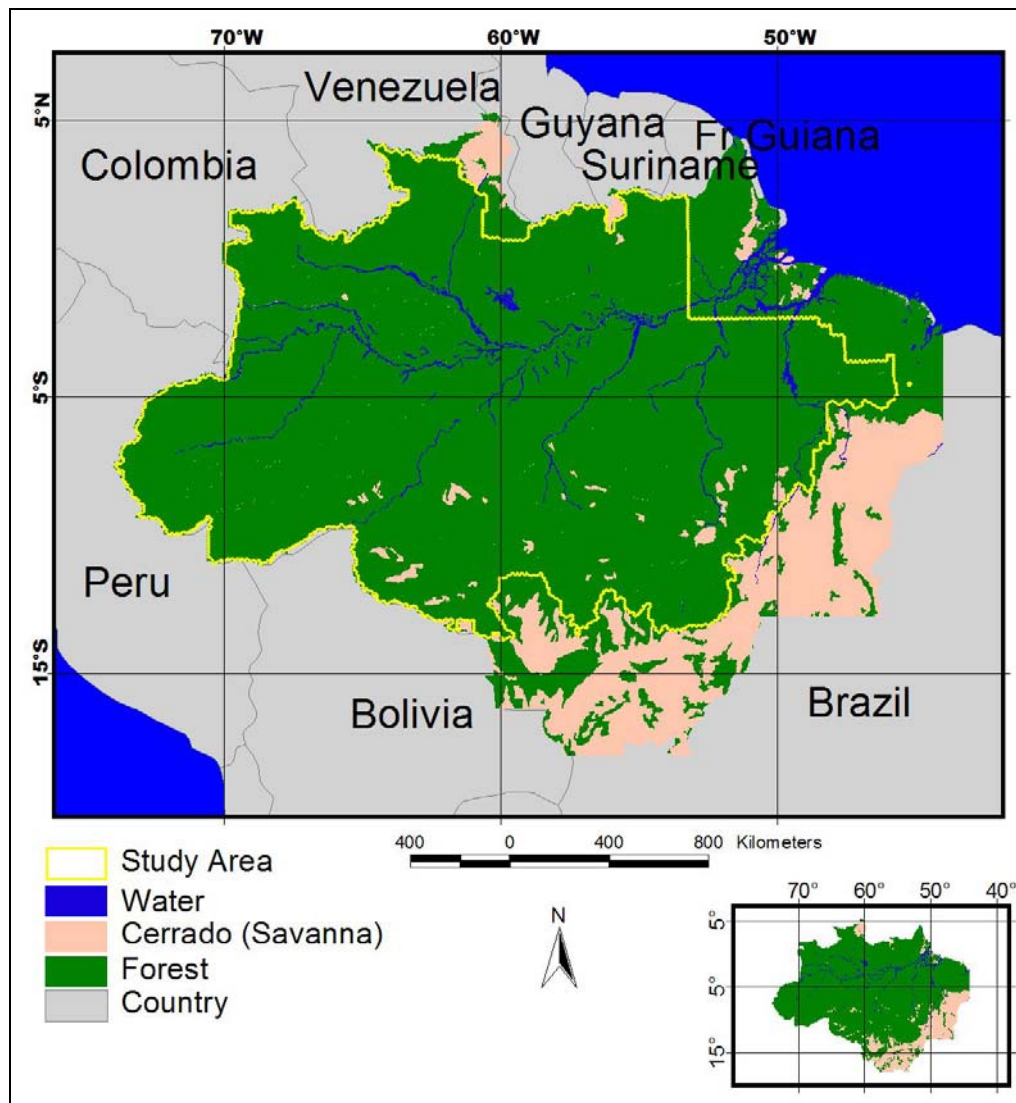 70°W 60°W 50°W
5°N
5°S
15°S
Venezuela
Guyana
Fr Guiana
Suriname
Colombia
Peru
Bolivia
Brazil
400 0 400 800 Kilometers
Study Area
Water
Cerrado (Savanna)
Forest
Country
N
70° 60° 50° 40°
5°
5°
15°